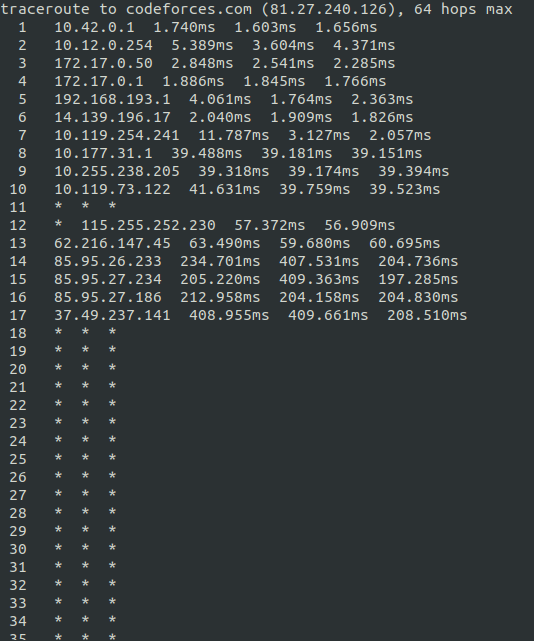 traceroute to codeforces.com (81.27.240.126), 64 hops max
1 10.42.0.1 1.740ms 1.603ms 1.656ms
2 10.12.0.254 5.389ms 3.604ms 4.371ms
3 172.17.0.50 2.848ms 2.541ms 2.285ms
4 172.17.0.1 1.886ms 1.845ms 1.766ms
5 192.168.193.1 4.061ms 1.764ms 2.363ms
6 14.139.196.17 2.040ms 1.909ms 1.826ms
7 10.119.254.241 11.787ms 3.127ms 2.057ms
8 10.177.31.1 39.488ms 39.181ms 39.151ms
9 10.255.238.205 39.318ms 39.174ms 39.394ms
10 10.119.73.122 41.631ms 39.759ms 39.523ms
11 * * *
12 * 115.255.252.230 57.372ms 56.909ms
13 62.216.147.45 63.490ms 59.680ms 60.695ms
14 85.95.26.233 234.701ms 407.531ms 204.736ms
15 85.95.27.234 205.220ms 409.363ms 197.285ms
16 85.95.27.186 212.958ms 204.158ms 204.830ms
17 37.49.237.141 408.955ms 409.661ms 208.510ms
18 * * *
19 * * *
20 * * *
21 * * *
22 * * *
23 * * *
24 * * *
25 * * *
26 * * *
27 * * *
28 * * *
29 * * *
30 * * *
31 * * *
32 * * *
33 * * *
34 * * *
35 * * *